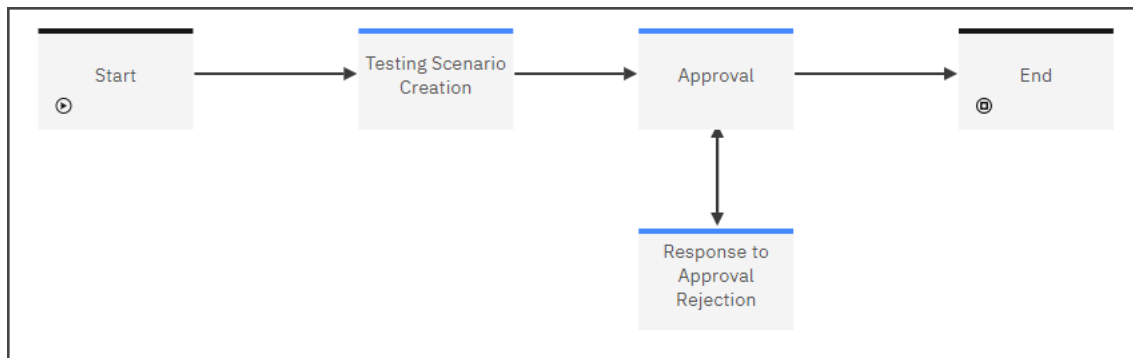 Start
Testing Scenario
Creation
Approval
End
Response to
Approval
Rejection